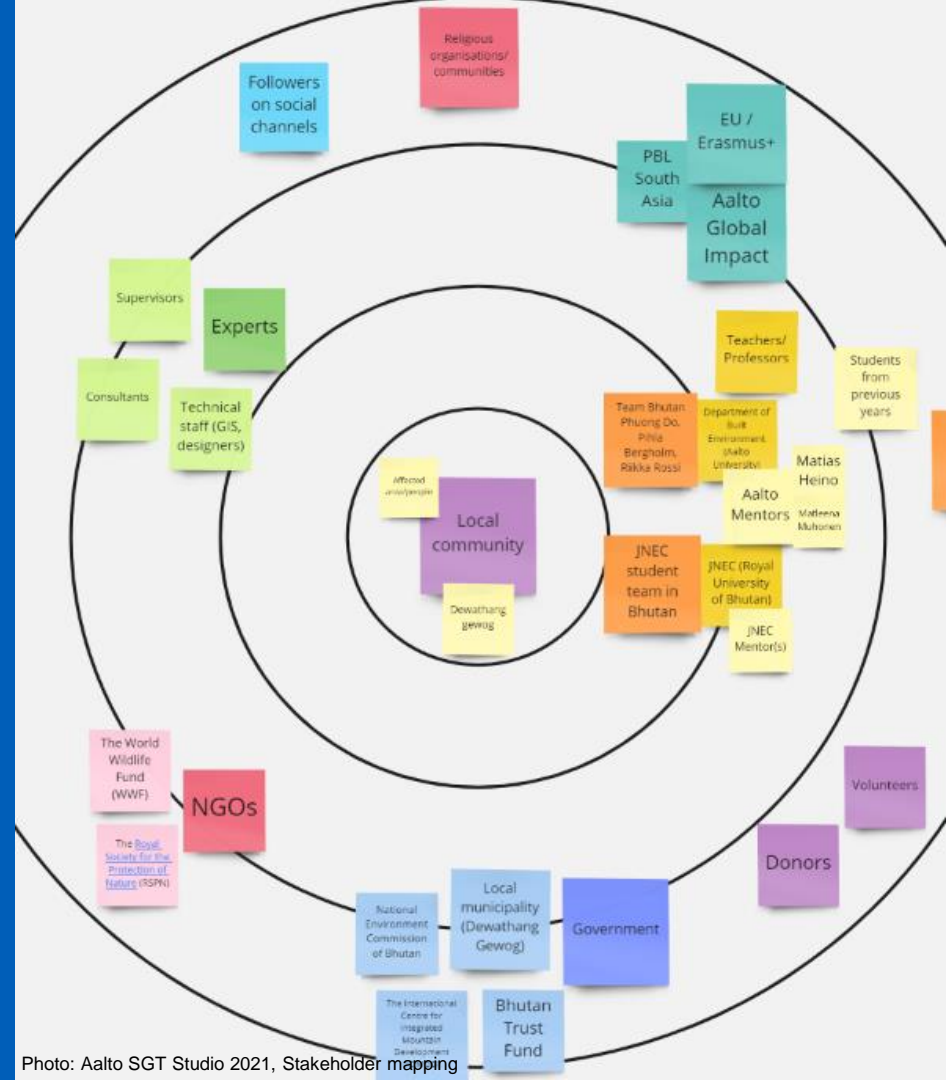 Religious
organisations/
communities
Followers
on social
channels
EU /
Erasmus+
PBL
South
Asia
Aalto
Global
Impact
Supervisors
Experts
Consultants
Technical
staff (GIS,
designers)
Teachers/
Professors
Students
from
previous
years
Team Bhutan
Phuong Do,
Pihla
Bergholm,
Riikka Rossi
Department of
Built
Environment
(Aalto
University)
Matias
Heino
Matleena
Muhonen
Aalto
Mentors
Affected
area/people
Local
community
Dewathang
gewog
JNEC
student
team in
Bhutan
JNEC (Royal
University
of Bhutan)
JNEC
Mentor(s)
The World
Wildlife
Fund
(WWF)
NGOs
The Royal
Society for the
Protection of
Nature (RSPN)
Volunteers
Donors
National
Environment
Commission
of Bhutan
Local
municipality
(Dewathang
Gewog)
Government
The International
Centre for
Integrated
Mountain
Development
Bhutan
Trust
Fund
Photo: Aalto SGT Studio 2021, Stakeholder mapping